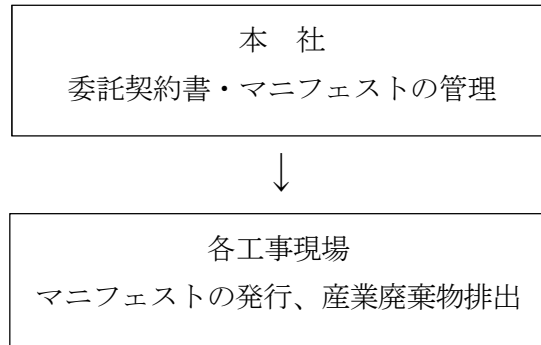 本　社
委託契約書・マニフェストの管理
↓
各工事現場
マニフェストの発行、産業廃棄物排出